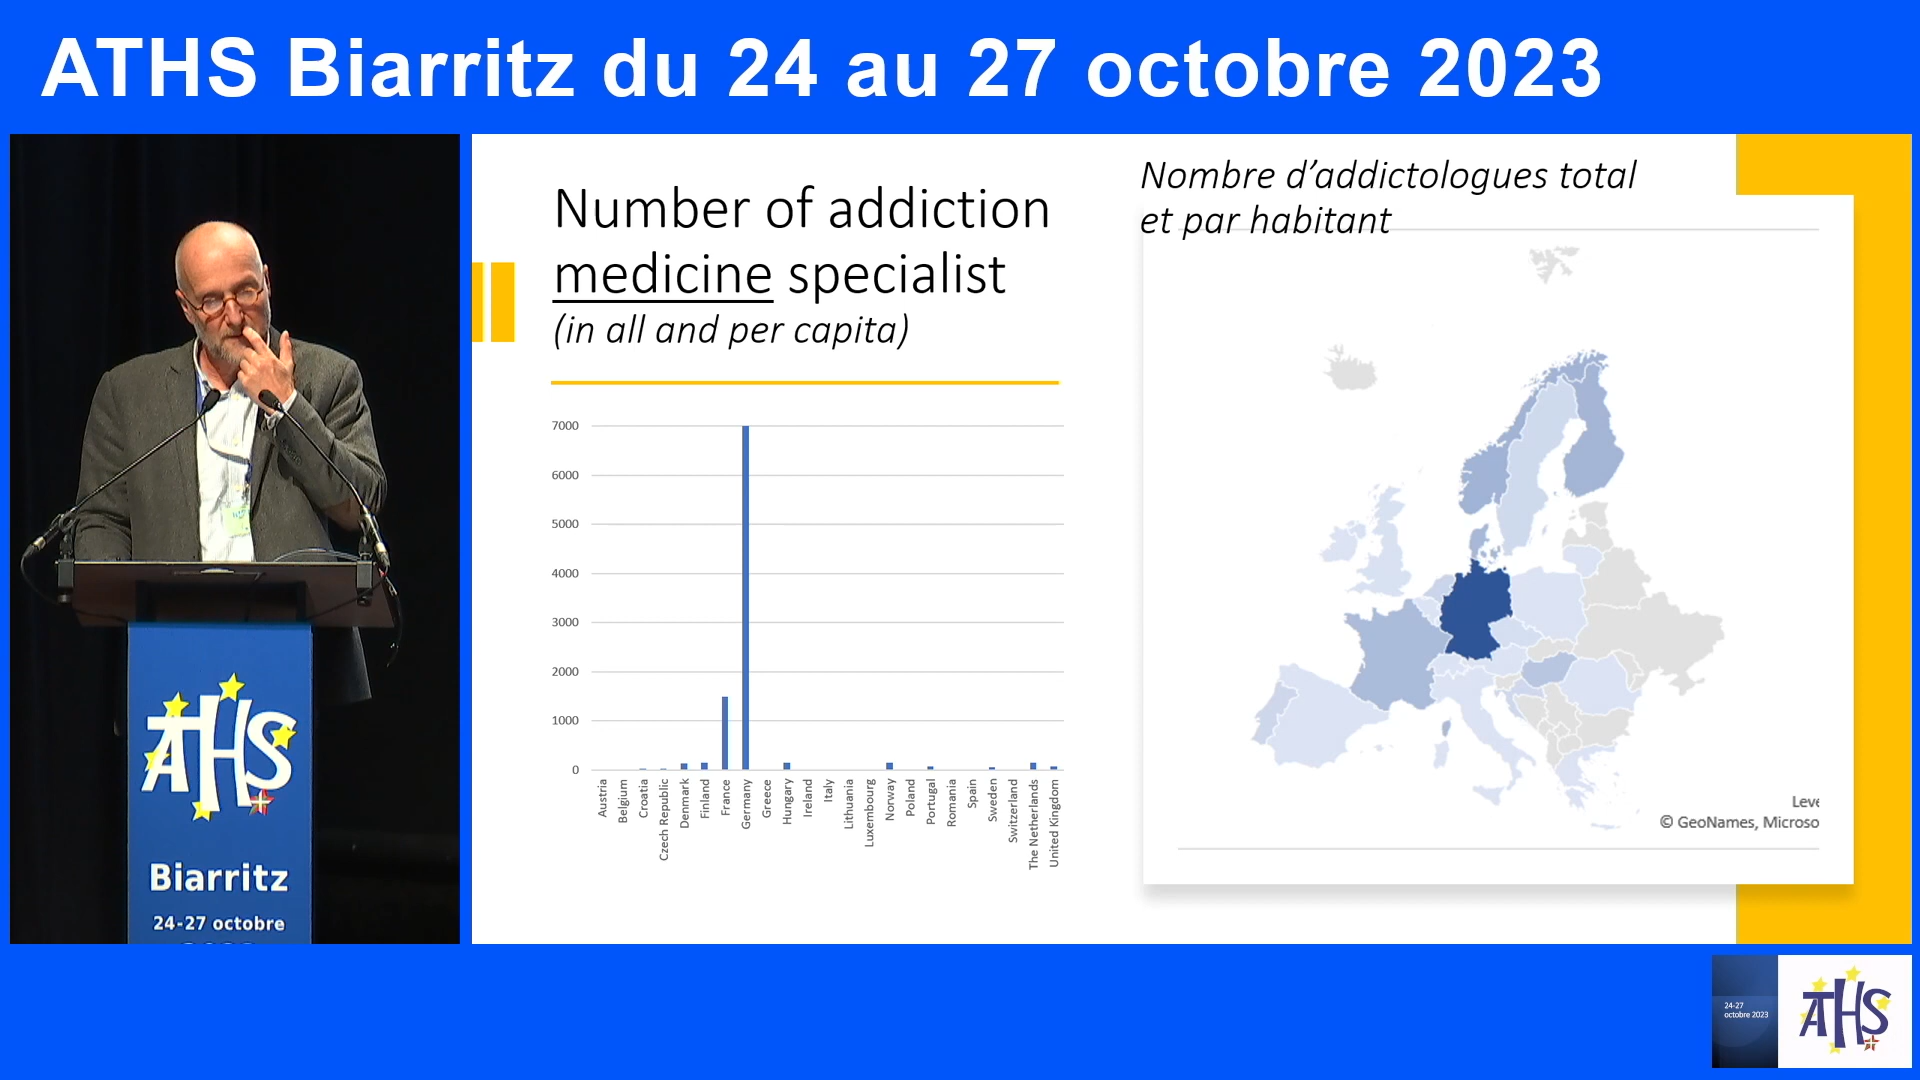 ATHS Biarritz du 24 au 27 octobre 2023
Number of addiction
medicine specialist
(in all and per capita)
Nombre d’addictologues total
et par habitant
7000
6000
5000
4000
3000
2000
1000
0
Austria
Belgium
Croatia
Czech Republic
Denmark
Finland
France
Germany
Greece
Hungary
Ireland
Italy
Lithuania
Luxembourg
Norway
Poland
Portugal
Romania
Spain
Sweden
Switzerland
The Netherlands
United Kingdom
Leve
© GeoNames, Microso
ATHS
Biarritz
24-27 octobre
24-27
octobre 2023
ATHS